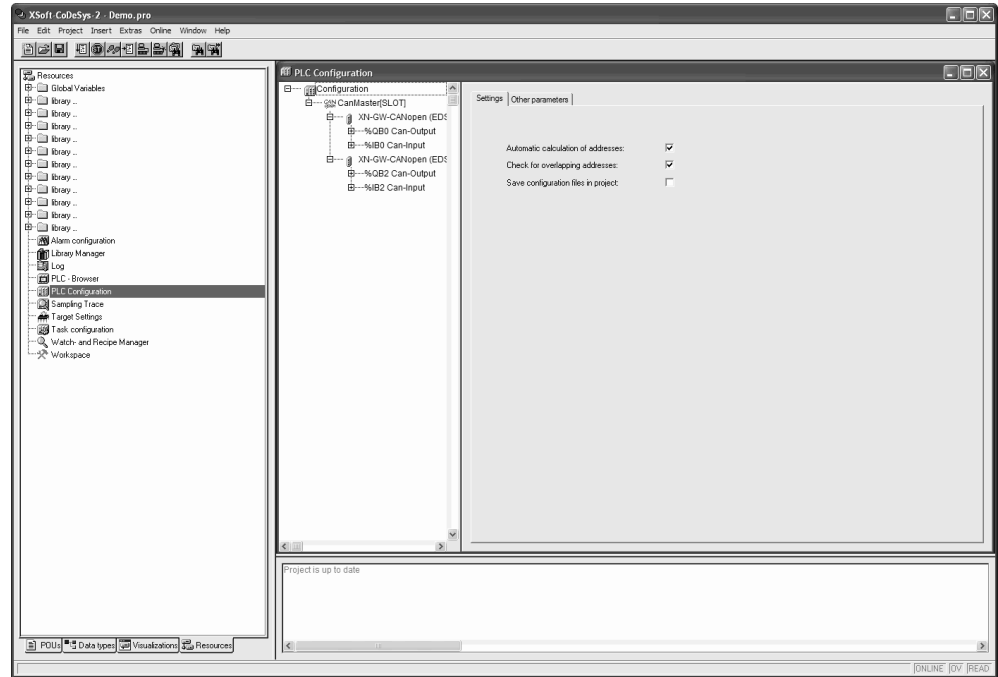 XSoft-CoDeSys-2 - Demo.pro
File Edit Project Insert Extras Online Window Help
Resources
Global Variables
library ..
library ..
library ..
library ..
library ..
library ..
library ..
library ..
library ..
library ..
library ..
Alarm configuration
Library Manager
Log
PLC - Browser
PLC Configuration
Sampling Trace
Target Settings
Task configuration
Watch- and Recipe Manager
Workspace
POUs Data types Visualizations Resources
PLC Configuration
Configuration
CanMaster[SLOT]
XN-GW-CANopen (EDS
%QB0 Can-Output
%IB0 Can-Input
XN-GW-CANopen (EDS
%QB2 Can-Output
%IB2 Can-Input
Settings Other parameters
Automatic calculation of addresses:
Check for overlapping addresses:
Save configuration files in project:
Project is up to date
ONLINE OV READ